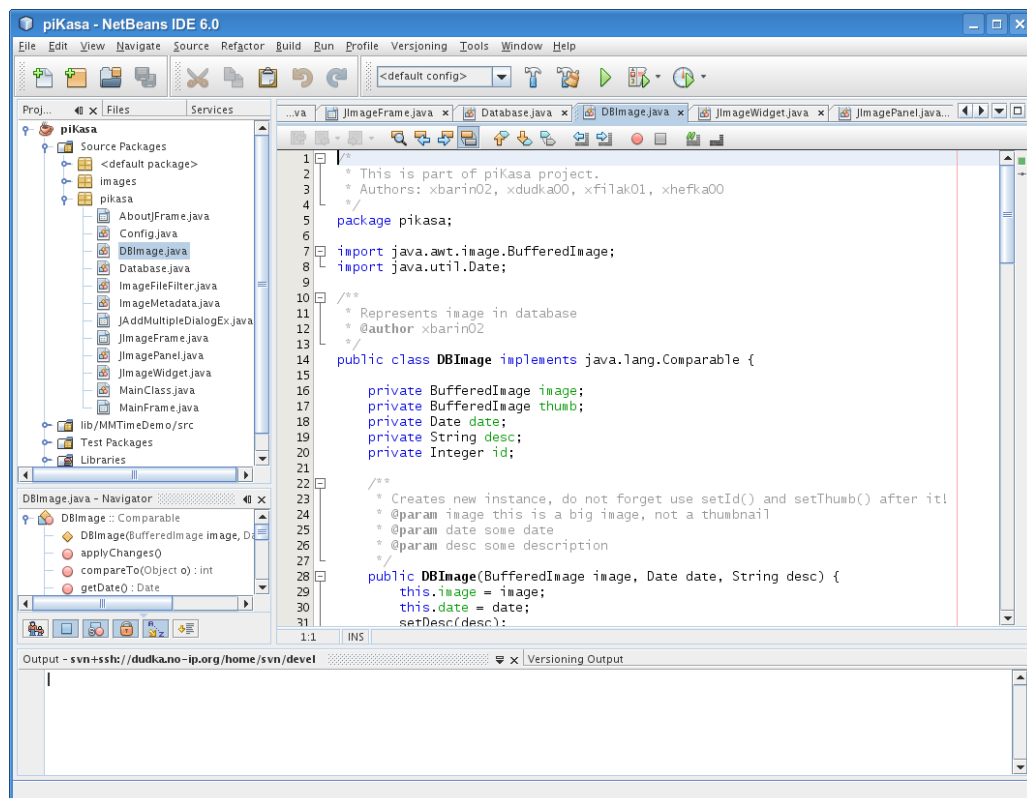 piKasa - NetBeans IDE 6.0
File Edit View Navigate Source Refactor Build Run Profile Versioning Tools Window Help
<default config>
Proj... Files Services
piKasa
Source Packages
<default package>
images
pikasa
AboutJFrame.java
Config.java
DBImage.java
Database.java
ImageFileFilter.java
ImageMetadata.java
JAddMultipleDialogEx.java
JImageFrame.java
JImagePanel.java
JImageWidget.java
MainClass.java
MainFrame.java
lib/MMTimeDemo/src
Test Packages
Libraries
DBImage.java - Navigator
DBImage :: Comparable
DBImage(BufferedImage image, Da
applyChanges()
compareTo(Object o) : int
getDate() : Date
...va JImageFrame.java Database.java DBImage.java JImageWidget.java JImagePanel.java...
1 /*
2 * This is part of piKasa project.
3 * Authors: xbarin02, xdudka00, xfilak01, xhefka00
4 */
5 package pikasa;
6
7 import java.awt.image.BufferedImage;
8 import java.util.Date;
9
10 /**
11 * Represents image in database
12 * @author xbarin02
13 */
14 public class DBImage implements java.lang.Comparable {
15
16 private BufferedImage image;
17 private BufferedImage thumb;
18 private Date date;
19 private String desc;
20 private Integer id;
21
22 /**
23 * Creates new instance, do not forget use setId() and setThumb() after it!
24 * @param image this is a big image, not a thumbnail
25 * @param date some date
26 * @param desc some description
27 */
28 public DBImage(BufferedImage image, Date date, String desc) {
29 this.image = image;
30 this.date = date;
31 setDesc(desc);
1:1 INS
Output - svn+ssh://dudka.no-ip.org/home/svn/devel Versioning Output